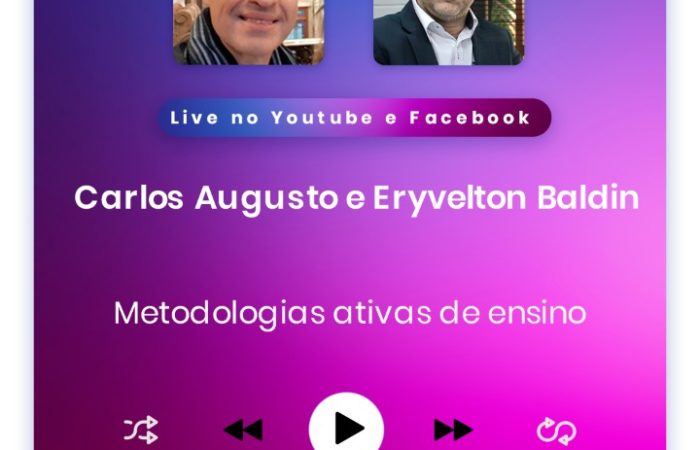 Live no Youtube e Facebook
Carlos Augusto e Eryvelton Baldin
Metodologias ativas de ensino